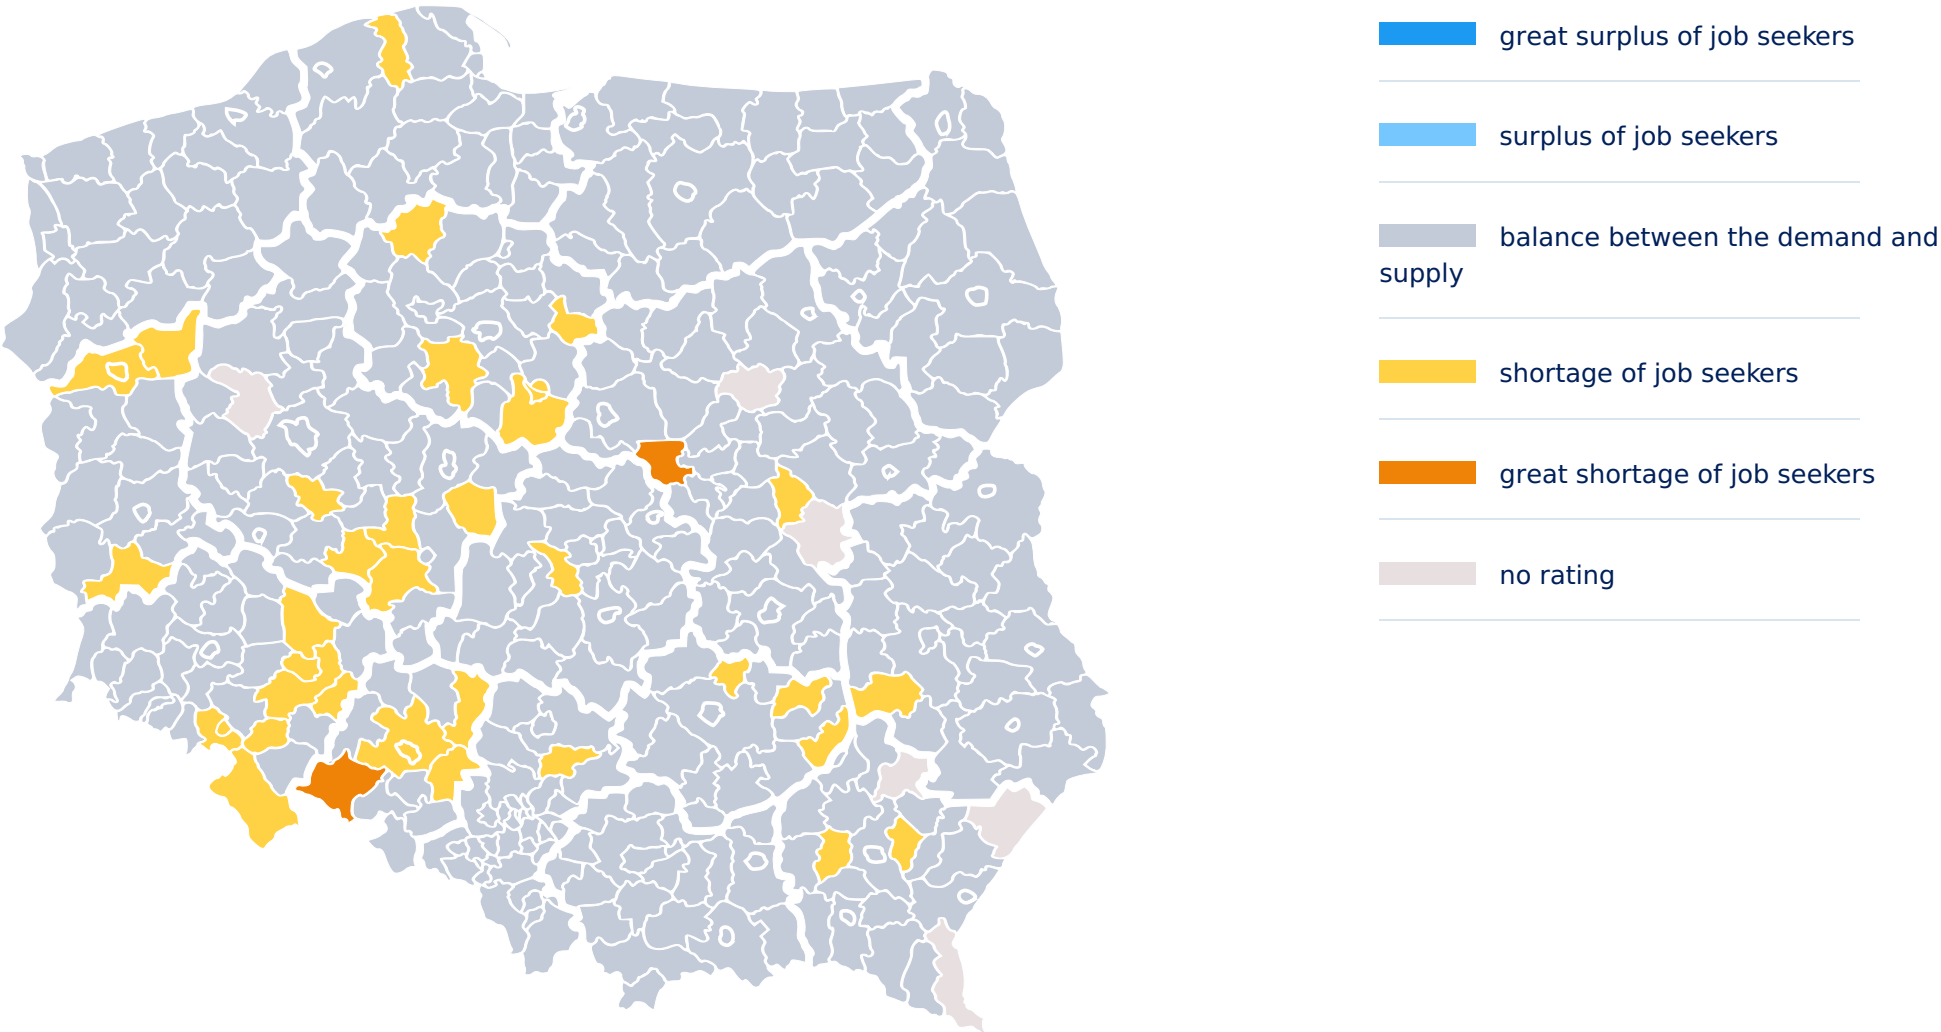 great surplus of job seekers
surplus of job seekers
balance between the demand and
supply
shortage of job seekers
great shortage of job seekers
no rating